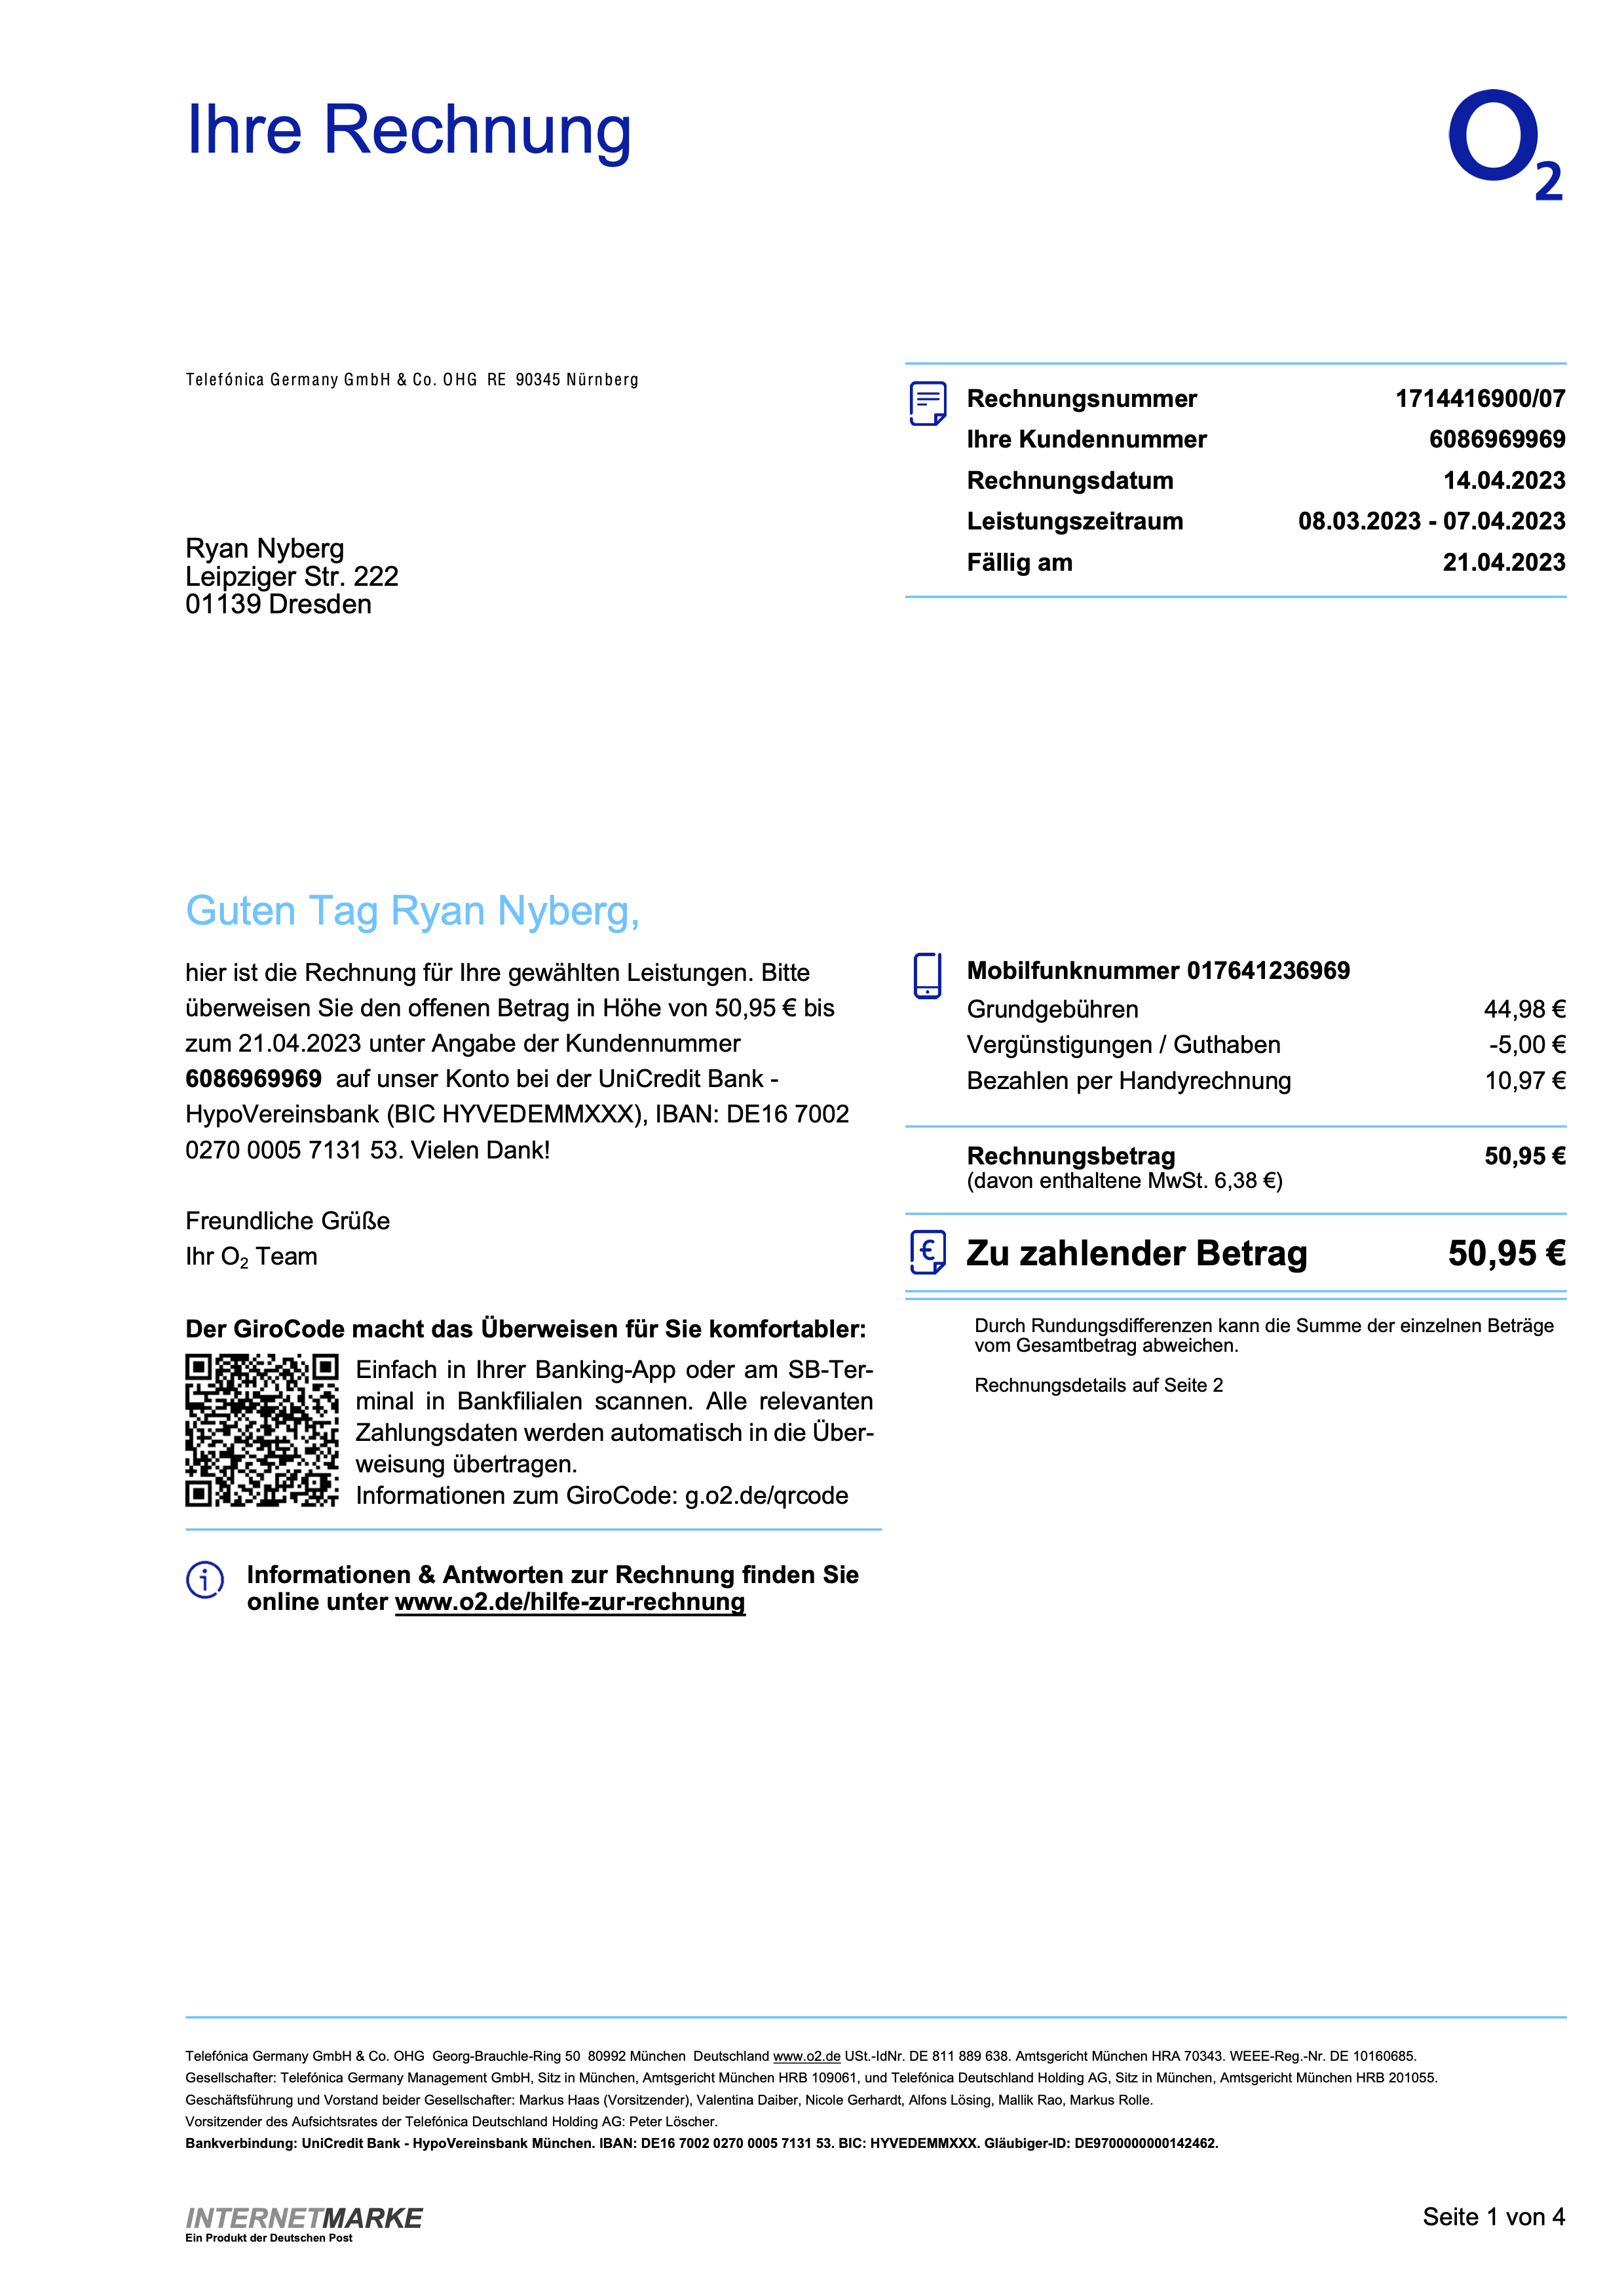 Ihre Rechnung
O2
Telefónica Germany GmbH & Co. OHG RE 90345 Nürnberg
Rechnungsnummer 1714416900/07
Ihre Kundennummer 6086969969
Rechnungsdatum 14.04.2023
Leistungszeitraum 08.03.2023 - 07.04.2023
Fällig am 21.04.2023
Ryan Nyberg
Leipziger Str. 222
01139 Dresden
Guten Tag Ryan Nyberg,
hier ist die Rechnung für Ihre gewählten Leistungen. Bitte
überweisen Sie den offenen Betrag in Höhe von 50,95 € bis
zum 21.04.2023 unter Angabe der Kundennummer
6086969969 auf unser Konto bei der UniCredit Bank -
HypoVereinsbank (BIC HYVEDEMMXXX), IBAN: DE16 7002
0270 0005 7131 53. Vielen Dank!
Freundliche Grüße
Ihr O₂ Team
Der GiroCode macht das Überweisen für Sie komfortabler:
Einfach in Ihrer Banking-App oder am SB-Ter-
minal in Bankfilialen scannen. Alle relevanten
Zahlungsdaten werden automatisch in die Über-
weisung übertragen.
Informationen zum GiroCode: g.o2.de/qrcode
Informationen & Antworten zur Rechnung finden Sie
online unter www.o2.de/hilfe-zur-rechnung
Mobilfunknummer 017641236969
Grundgebühren 44,98 €
Vergünstigungen / Guthaben -5,00 €
Bezahlen per Handyrechnung 10,97 €
Rechnungsbetrag 50,95 €
(davon enthaltene MwSt. 6,38 €)
Zu zahlender Betrag 50,95 €
Durch Rundungsdifferenzen kann die Summe der einzelnen Beträge
vom Gesamtbetrag abweichen.
Rechnungsdetails auf Seite 2
Telefónica Germany GmbH & Co. OHG Georg-Brauchle-Ring 50 80992 München Deutschland www.o2.de USt.-IdNr. DE 811 889 638. Amtsgericht München HRA 70343. WEEE-Reg.-Nr. DE 10160685.
Gesellschafter: Telefónica Germany Management GmbH, Sitz in München, Amtsgericht München HRB 109061, und Telefónica Deutschland Holding AG, Sitz in München, Amtsgericht München HRB 201055.
Geschäftsführung und Vorstand beider Gesellschafter: Markus Haas (Vorsitzender), Valentina Daiber, Nicole Gerhardt, Alfons Lösing, Mallik Rao, Markus Rolle.
Vorsitzender des Aufsichtsrates der Telefónica Deutschland Holding AG: Peter Löscher.
Bankverbindung: UniCredit Bank - HypoVereinsbank München. IBAN: DE16 7002 0270 0005 7131 53. BIC: HYVEDEMMXXX. Gläubiger-ID: DE9700000000142462.
INTERNETMARKE
Ein Produkt der Deutschen Post
Seite 1 von 4